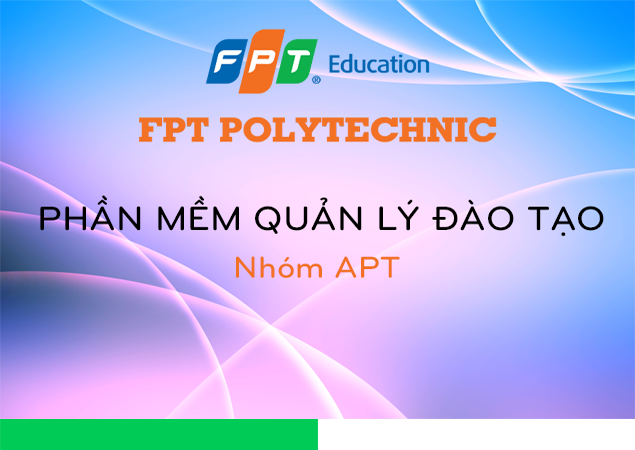 FPT® Education
FPT POLYTECHNIC
PHẦN MỀM QUẢN LÝ ĐÀO TẠO
Nhóm APT